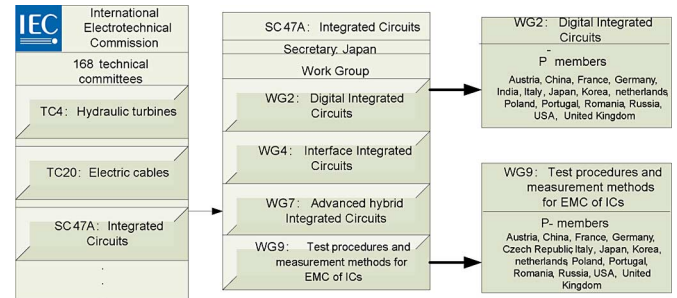 IEC
International
Electrotechnical
Commission
168 technical
committees
TC4： Hydraulic turbines
TC20： Electric cables
SC47A： Integrated
Circuits
.
.
SC47A： Integrated Circuits
Secretary: Japan
Work Group
WG2： Digital Integrated
Circuits
WG4： Interface Integrated
Circuits
WG7： Advanced hybrid
Integrated Circuits
WG9： Test procedures and
measurement methods for
EMC of ICs
WG2： Digital Integrated
Circuits
-
P members
Austria, China, France, Germany,
India, Italy, Japan, Korea, netherlands,
Poland, Portugal, Romania, Russia,
USA, United Kingdom
WG9： Test procedures and
measurement methods
for EMC of ICs
P- members
Austria, China, France, Germany,
Czech Republic, Italy, Japan, Korea,
netherlands, Poland, Portugal,
Romania, Russia, USA, United
Kingdom